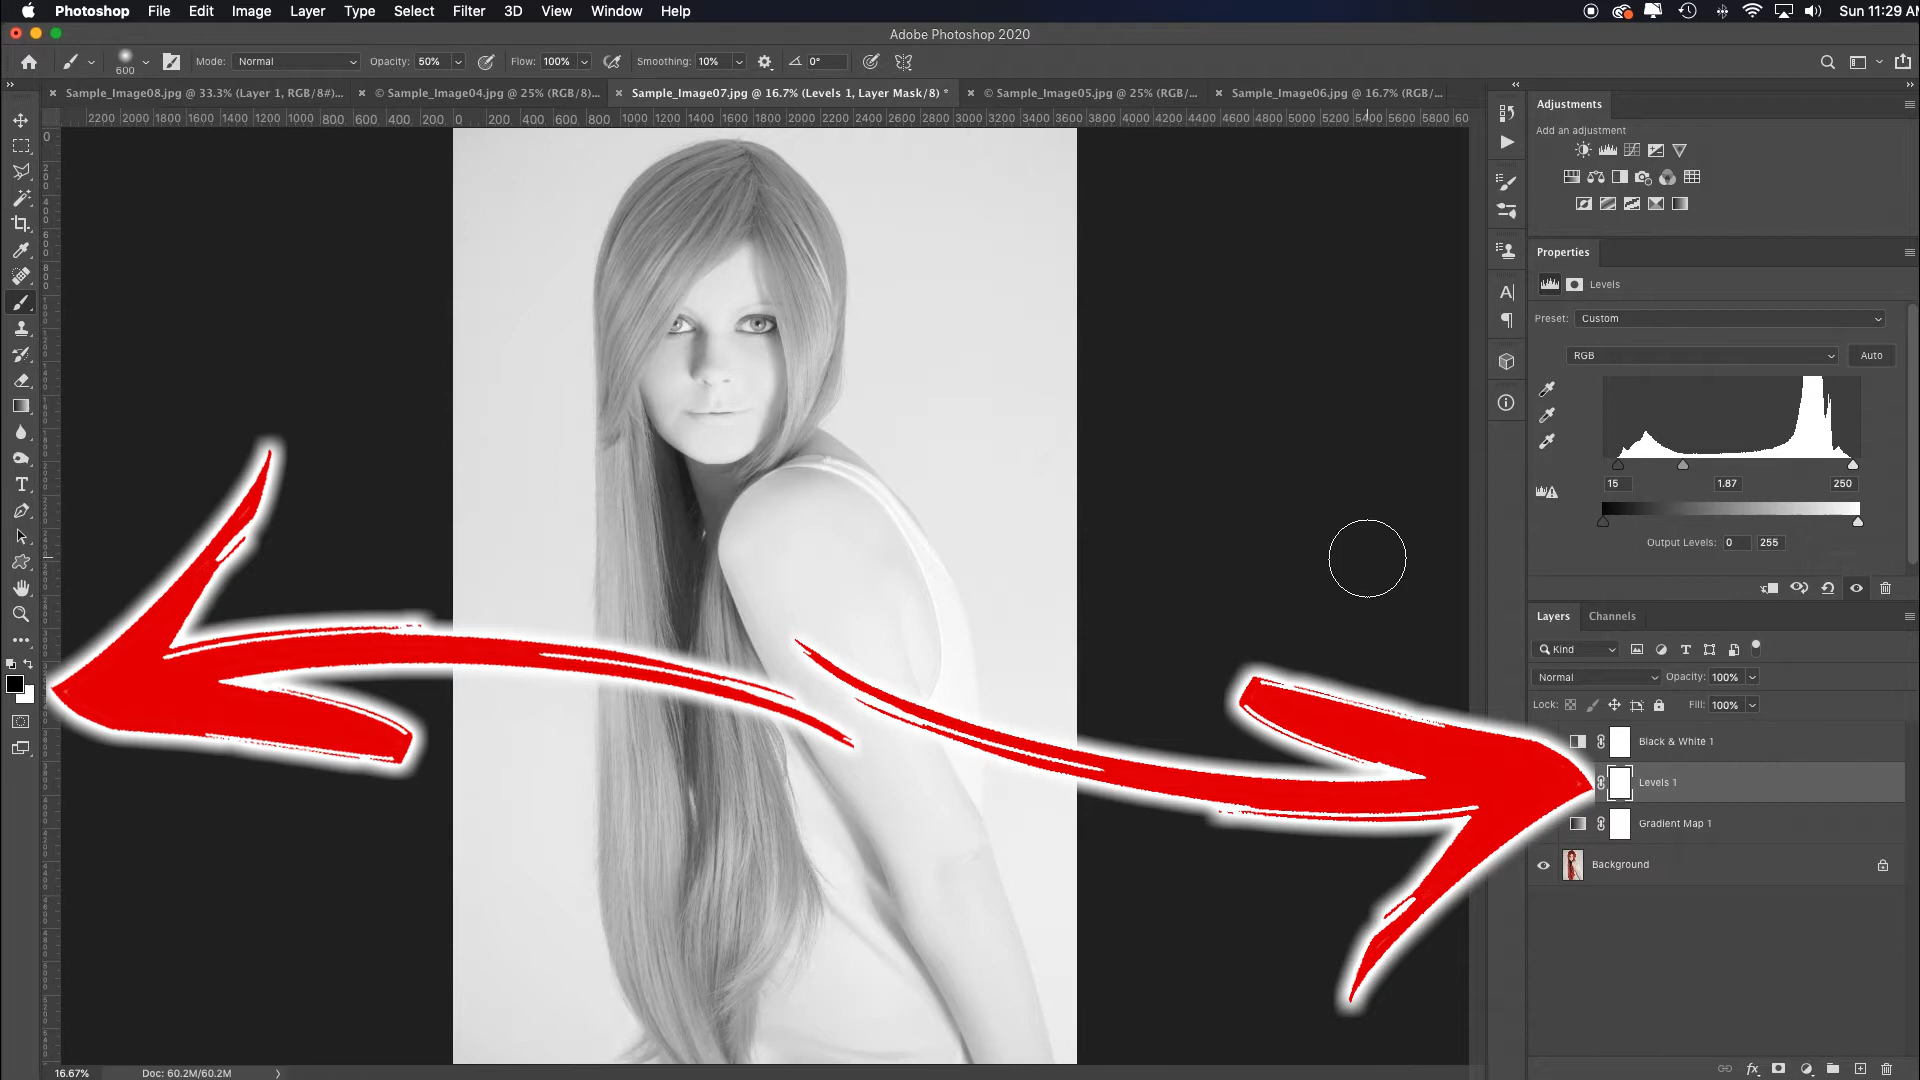 Photoshop File Edit Image Layer Type Select Filter 3D View Window Help Sun 11:29 A
Adobe Photoshop 2020
600 Mode: Normal Opacity: 50% Flow: 100% Smoothing: 10% 0°
Sample_Image08.jpg @ 33.3% (Layer 1, RGB/8#)... © Sample_Image04.jpg @ 25% (RGB/8)... Sample_Image07.jpg @ 16.7% (Levels 1, Layer Mask/8) * © Sample_Image05.jpg @ 25% (RGB/... Sample_Image06.jpg @ 16.7% (RGB/...
2200 2000 1800 1600 1400 1200 1000 800 600 400 200 0 200 400 600 800 1000 1200 1400 1600 1800 2000 2200 2400 2600 2800 3000 3200 3400 3600 3800 4000 4200 4400 4600 4800 5000 5200 5400 5600 5800 60
Adjustments
Add an adjustment
Properties
Levels
Preset: Custom
RGB Auto
15 1.87 250
Output Levels: 0 255
Layers Channels
Kind
Normal Opacity: 100%
Lock: Fill: 100%
Black & White 1
Levels 1
Gradient Map 1
Background
16.67% Doc: 60.2M/60.2M